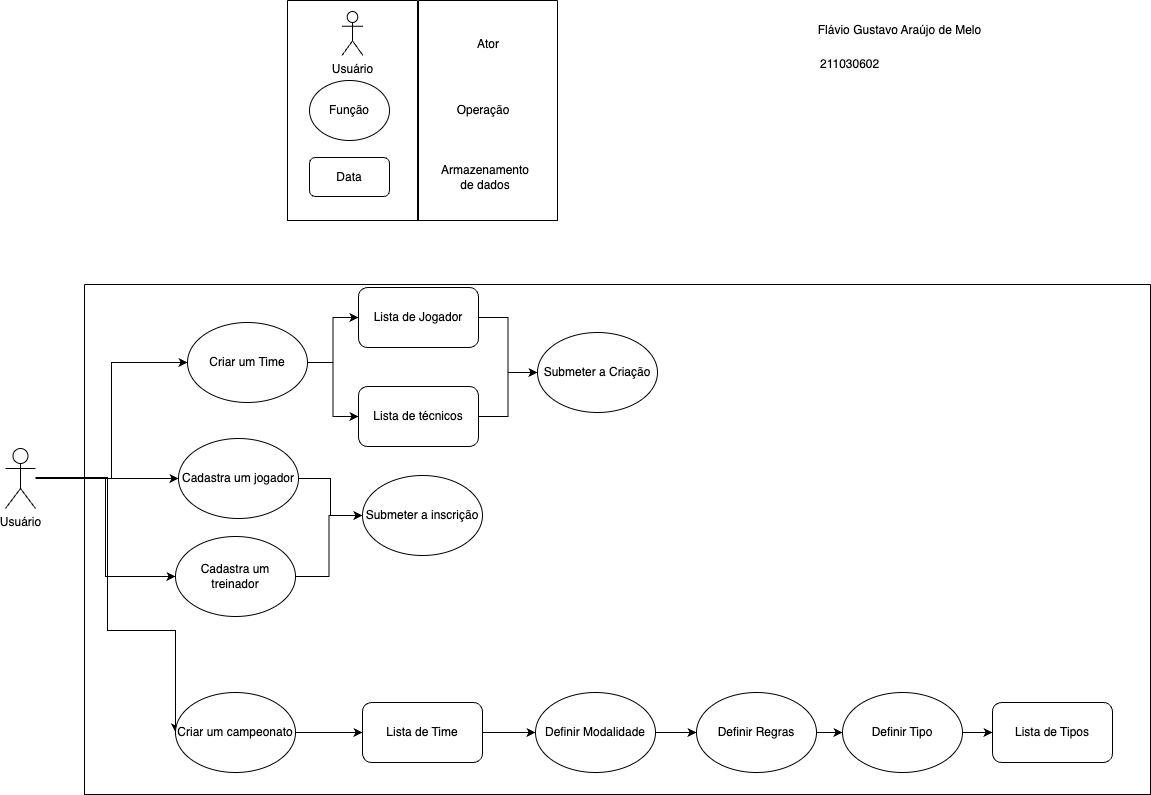 Usuário
Ator
Flávio Gustavo Araújo de Melo
211030602
Função
Operação
Data
Armazenamento
de dados
Lista de Jogador
Criar um Time
Submeter a Criação
Lista de técnicos
Usuário
Cadastra um jogador
Submeter a inscrição
Cadastra um
treinador
Criar um campeonato
Lista de Time
Definir Modalidade
Definir Regras
Definir Tipo
Lista de Tipos